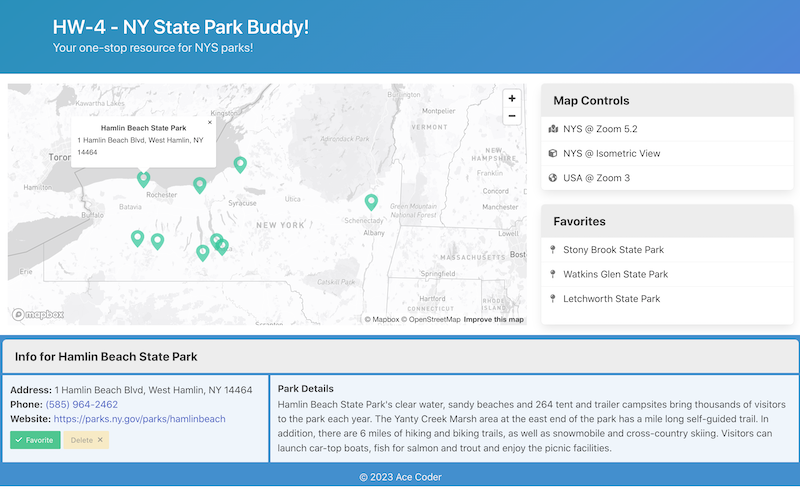 HW-4 - NY State Park Buddy!
Your one-stop resource for NYS parks!
Kawartha Lakes
Kingston
Montpelier
VERMONT
Adirondack Park
Hamlin Beach State Park
×
1 Hamlin Beach Blvd, West Hamlin, NY
14464
NEW HAMPSHIRE
Franklin
Concord
Manchester
Hamilton
Rochester
Batavia
Buffalo
Syracuse
Utica
NEW YORK
Schenectady
Albany
Green Mountain National Forest
Lowell
MASSACHUSETTS
Springfield
Erie
Catskill Park
Hartford
CONNECTICUT
RHODE ISLAND
Scranton
mapbox
© Mapbox © OpenStreetMap Improve this map
+
−
Map Controls
NYS @ Zoom 5.2
NYS @ Isometric View
USA @ Zoom 3
Favorites
Stony Brook State Park
Watkins Glen State Park
Letchworth State Park
Info for Hamlin Beach State Park
Address: 1 Hamlin Beach Blvd, West Hamlin, NY 14464
Phone: (585) 964-2462
Website: https://parks.ny.gov/parks/hamlinbeach
Favorite
Delete ×
Park Details
Hamlin Beach State Park's clear water, sandy beaches and 264 tent and trailer campsites bring thousands of visitors
to the park each year. The Yanty Creek Marsh area at the east end of the park has a mile long self-guided trail. In
addition, there are 6 miles of hiking and biking trails, as well as snowmobile and cross-country skiing. Visitors can
launch car-top boats, fish for salmon and trout and enjoy the picnic facilities.
© 2023 Ace Coder